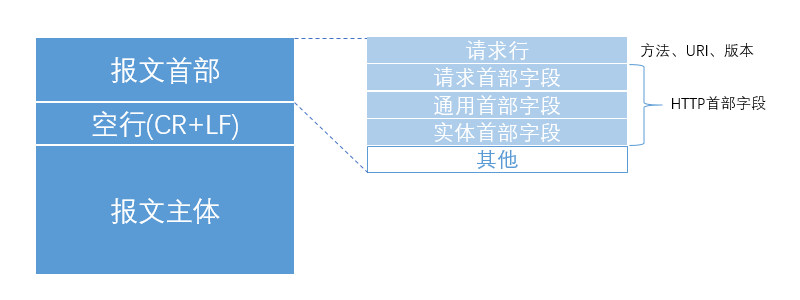 报文首部
空行(CR+LF)
报文主体
请求行
请求首部字段
通用首部字段
实体首部字段
其他
方法、URI、版本
HTTP首部字段